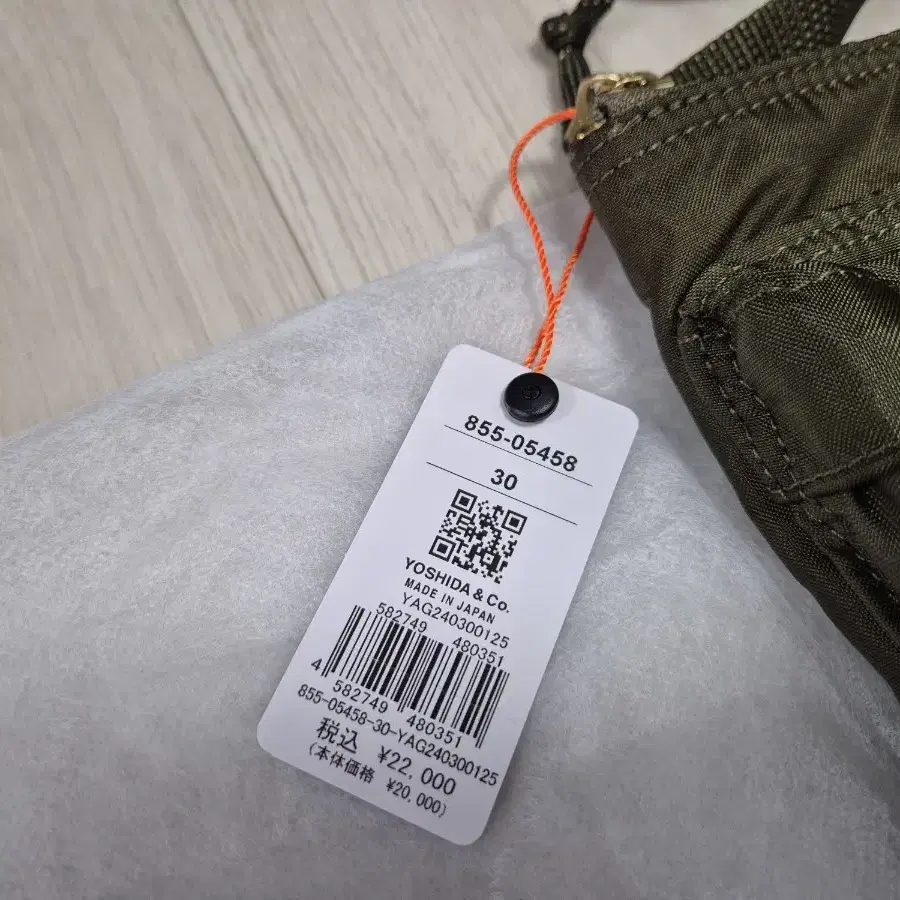 855-05458
30
YOSHIDA & Co.
MADE IN JAPAN
YAG240300125
582749 480351
4 582749 480351
855-05458-30-YAG240300125
税込 ¥22,000
(本体価格 ¥20,000)